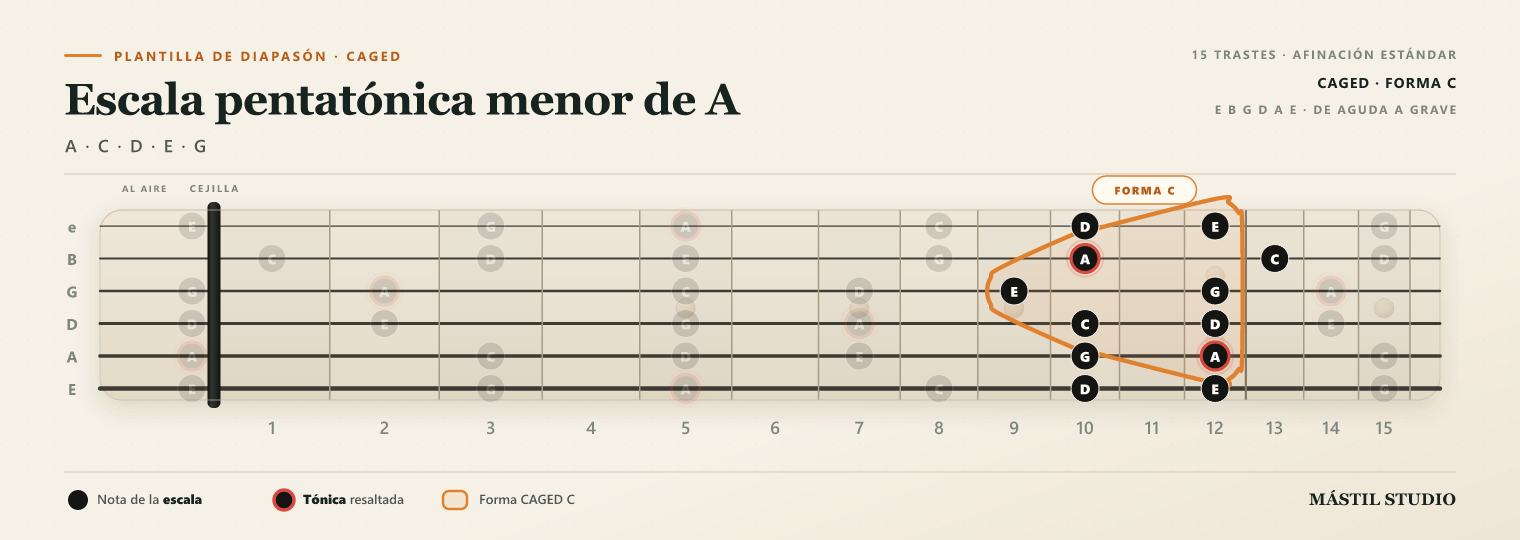 PLANTILLA DE DIAPASÓN · CAGED
15 TRASTES · AFINACIÓN ESTÁNDAR
Escala pentatónica menor de A
CAGED · FORMA C
E B G D A E · DE AGUDA A GRAVE
A · C · D · E · G
AL AIRE CEJILLA FORMA C
e E G A C D E G
B C D E G A C D
G G A C D E G A
D D E G A C D E
A A C D E G A C
E E G A C D E G
1 2 3 4 5 6 7 8 9 10 11 12 13 14 15
Nota de la escala Tónica resaltada Forma CAGED C MÁSTIL STUDIO